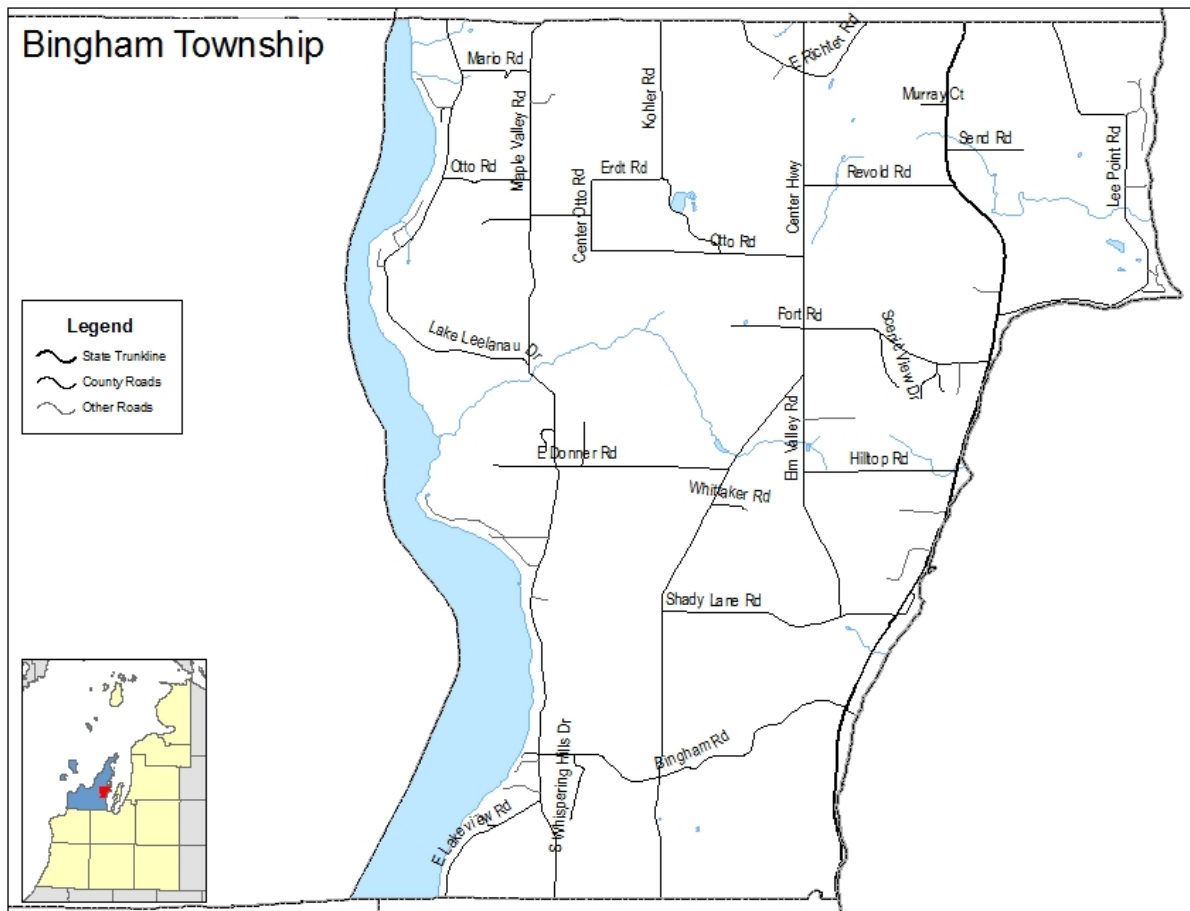 Bingham Township
Mario Rd
Maple Valley Rd
Kohler Rd
E Richter Rd
Murray Ct
Send Rd
Lee Point Rd
Otto Rd
Erdt Rd
Center Otto Rd
Center Hwy
Revold Rd
Otto Rd
Legend
State Trunkline
County Roads
Other Roads
Lake Leelanau Dr
Fort Rd
Scenic View Dr
Elm Valley Rd
E Donner Rd
Hilltop Rd
Whittaker Rd
Shady Lane Rd
S Whispering Hills Dr
Bingham Rd
E Lakeview Rd